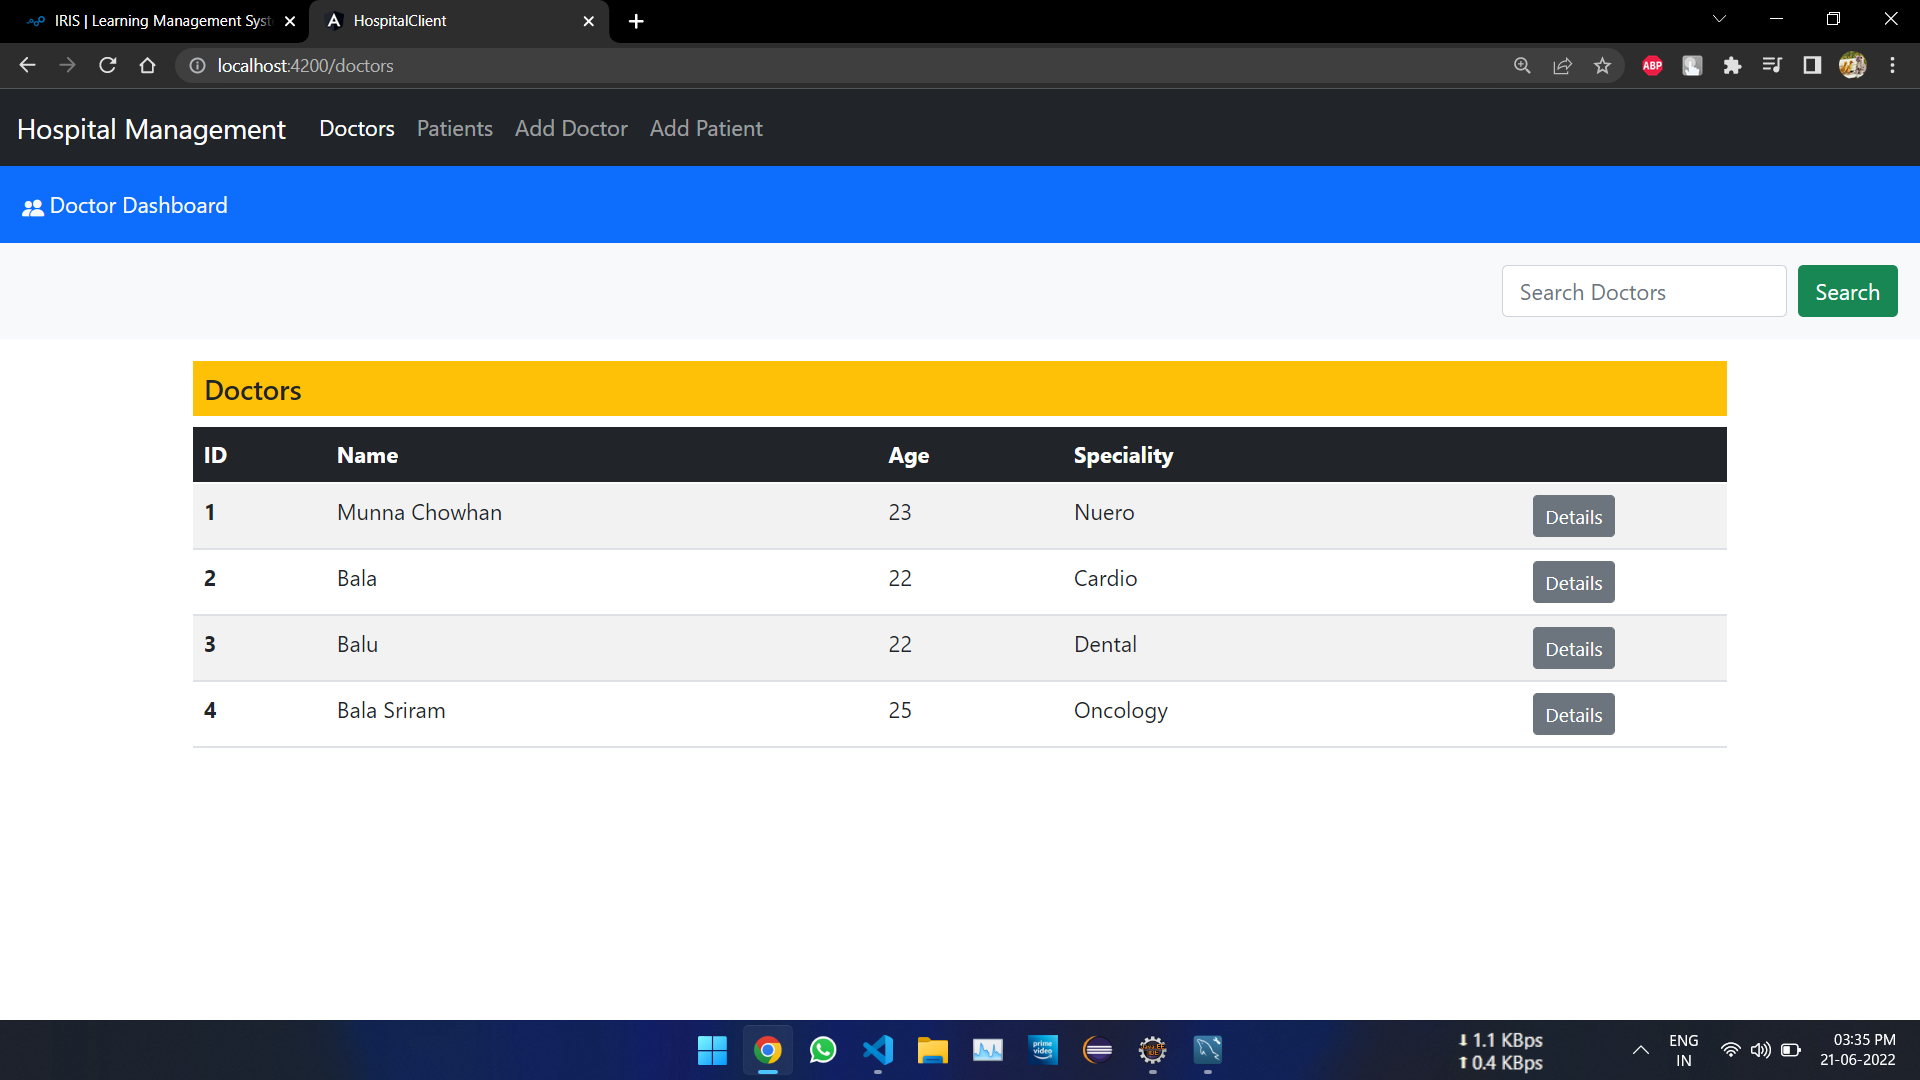 IRIS | Learning Management Syst
HospitalClient
localhost:4200/doctors
ABP
Hospital Management Doctors Patients Add Doctor Add Patient
Doctor Dashboard
Search Doctors Search
Doctors
ID Name Age Speciality
1 Munna Chowhan 23 Nuero Details
2 Bala 22 Cardio Details
3 Balu 22 Dental Details
4 Bala Sriram 25 Oncology Details
prime video
1.1 KBps
0.4 KBps
ENG
IN
03:35 PM
21-06-2022